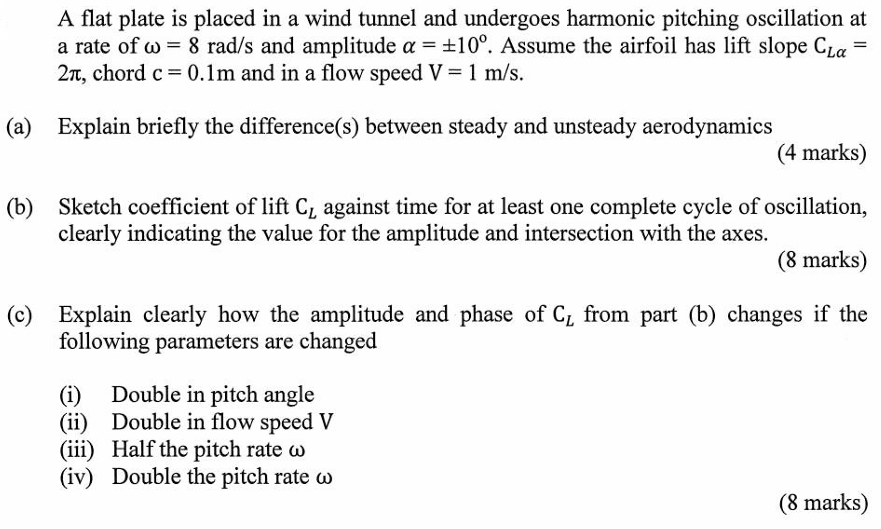 A flat plate is placed in a wind tunnel and undergoes harmonic pitching oscillation at
a rate of ω = 8 rad/s and amplitude α = ±10°. Assume the airfoil has lift slope C_{Lα} =
2π, chord c = 0.1m and in a flow speed V = 1 m/s.
(a) Explain briefly the difference(s) between steady and unsteady aerodynamics
(4 marks)
(b) Sketch coefficient of lift C_L against time for at least one complete cycle of oscillation,
clearly indicating the value for the amplitude and intersection with the axes.
(8 marks)
(c) Explain clearly how the amplitude and phase of C_L from part (b) changes if the
following parameters are changed
(i) Double in pitch angle
(ii) Double in flow speed V
(iii) Half the pitch rate ω
(iv) Double the pitch rate ω
(8 marks)